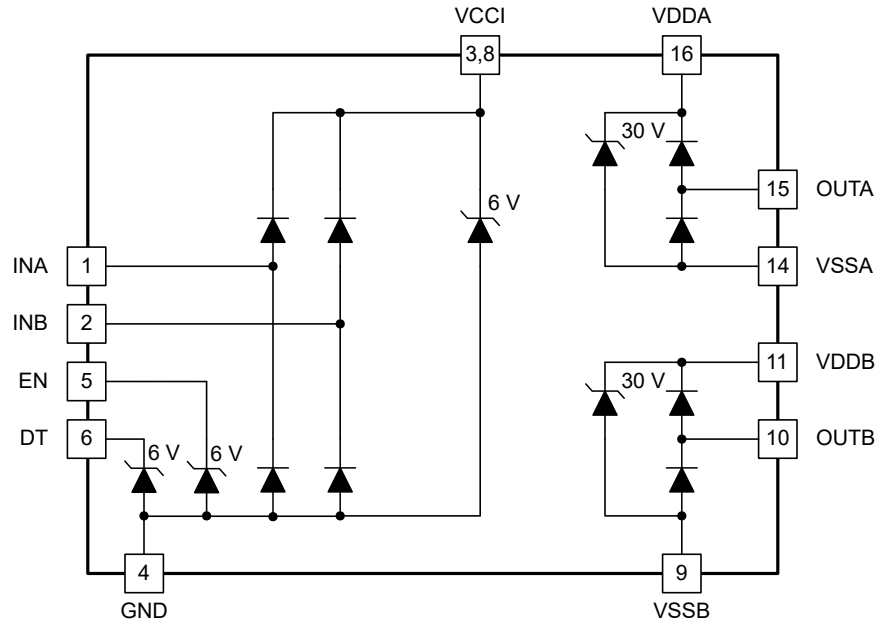 VCCI
VDDA
3,8
16
30 V
15 OUTA
6 V
INA 1
14 VSSA
INB 2
EN 5
11 VDDB
30 V
DT 6
10 OUTB
6 V
6 V
4
9
GND
VSSB